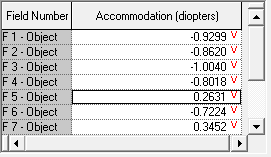 Field Number Accommodation (diopters)
F 1 - Object -0.9299 V
F 2 - Object -0.8620 V
F 3 - Object -1.0040 V
F 4 - Object -0.8018 V
F 5 - Object 0.2631 V
F 6 - Object -0.7224 V
F 7 - Object 0.3452 V